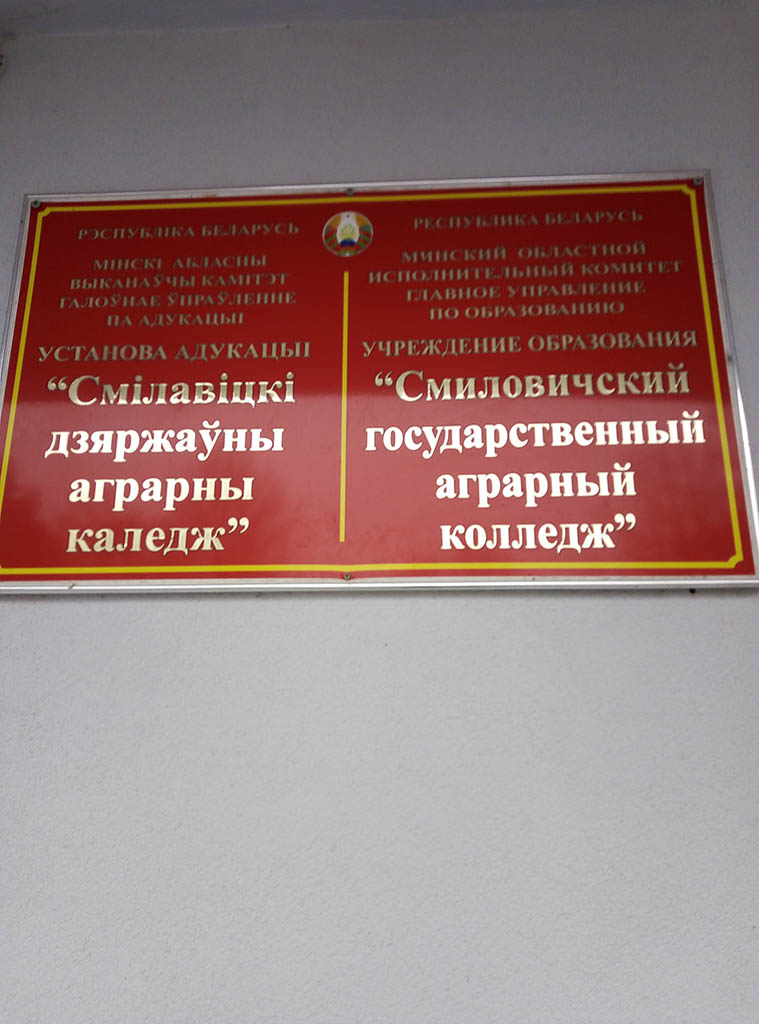 РЭСПУБЛІКА БЕЛАРУСЬ
МІНСКІ АБЛАСНЫ
ВЫКАНАЎЧЫ КАМІТЭТ
ГАЛОЎНАЕ ЎПРАЎЛЕННЕ
ПА АДУКАЦЫІ
УСТАНОВА АДУКАЦЫІ
“Смілавіцкі
дзяржаўны
аграрны
каледж”
РЕСПУБЛИКА БЕЛАРУСЬ
МИНСКИЙ ОБЛАСТНОЙ
ИСПОЛНИТЕЛЬНЫЙ КОМИТЕТ
ГЛАВНОЕ УПРАВЛЕНИЕ
ПО ОБРАЗОВАНИЮ
УЧРЕЖДЕНИЕ ОБРАЗОВАНИЯ
“Смиловичский
государственный
аграрный
колледж”